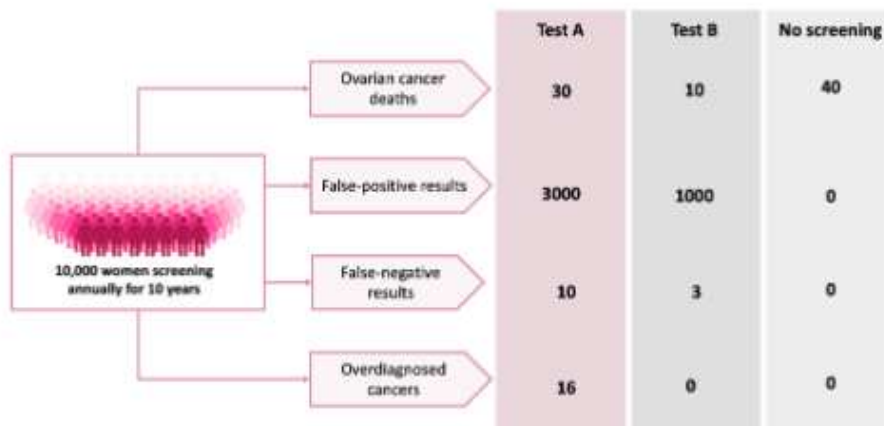 Test A Test B No screening
Ovarian cancer
deaths
30 10 40
False-positive results
3000 1000 0
10,000 women screening
annually for 10 years
False-negative
results
10 3 0
Overdiagnosed
cancers
16 0 0